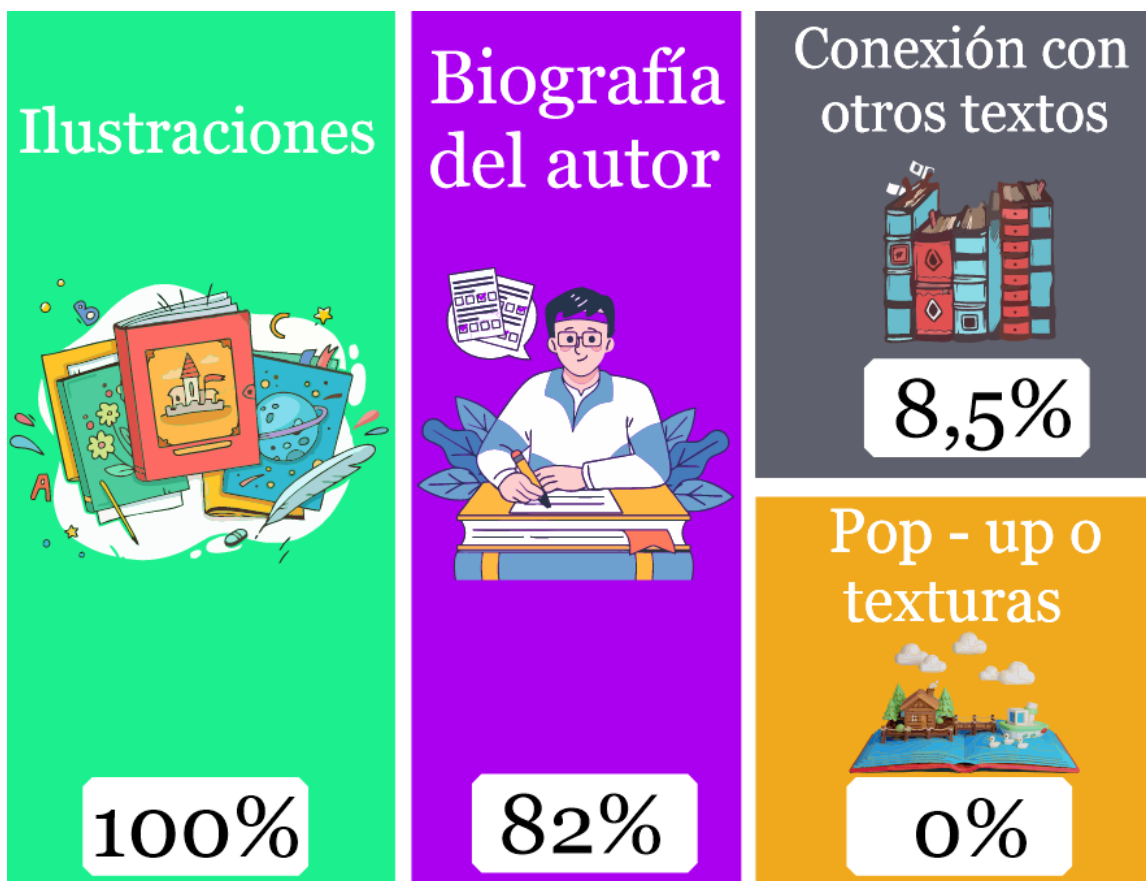 Ilustraciones
100%
Biografía
del autor
82%
Conexión con
otros textos
8,5%
Pop - up o
texturas
0%